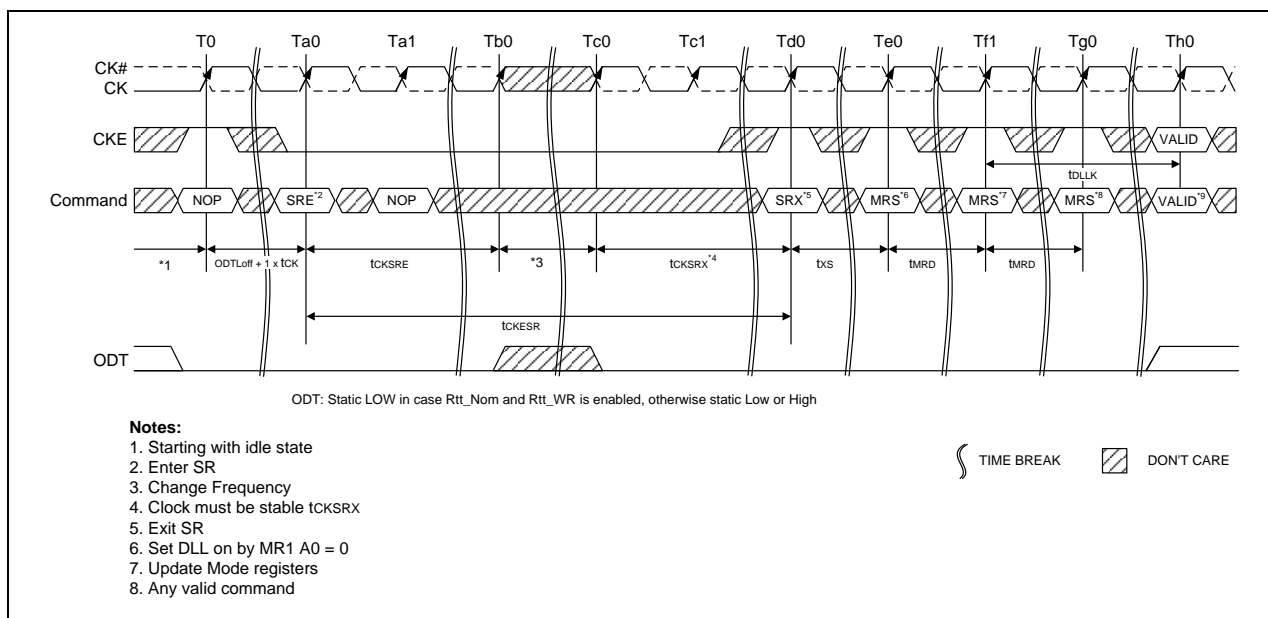 T0 Ta0 Ta1 Tb0 Tc0 Tc1 Td0 Te0 Tf1 Tg0 Th0
CK#
CK
CKE
VALID
tDLLK
Command
NOP SRE*2 NOP SRX*5 MRS*6 MRS*7 MRS*8 VALID*9
*1 ODTLoff + 1 x tCK tCKSRE *3 tCKSRX*4 tXS tMRD tMRD
tCKESR
ODT
ODT: Static LOW in case Rtt_Nom and Rtt_WR is enabled, otherwise static Low or High
Notes:
1. Starting with idle state
2. Enter SR
3. Change Frequency
4. Clock must be stable tCKSRX
5. Exit SR
6. Set DLL on by MR1 A0 = 0
7. Update Mode registers
8. Any valid command
TIME BREAK DON'T CARE